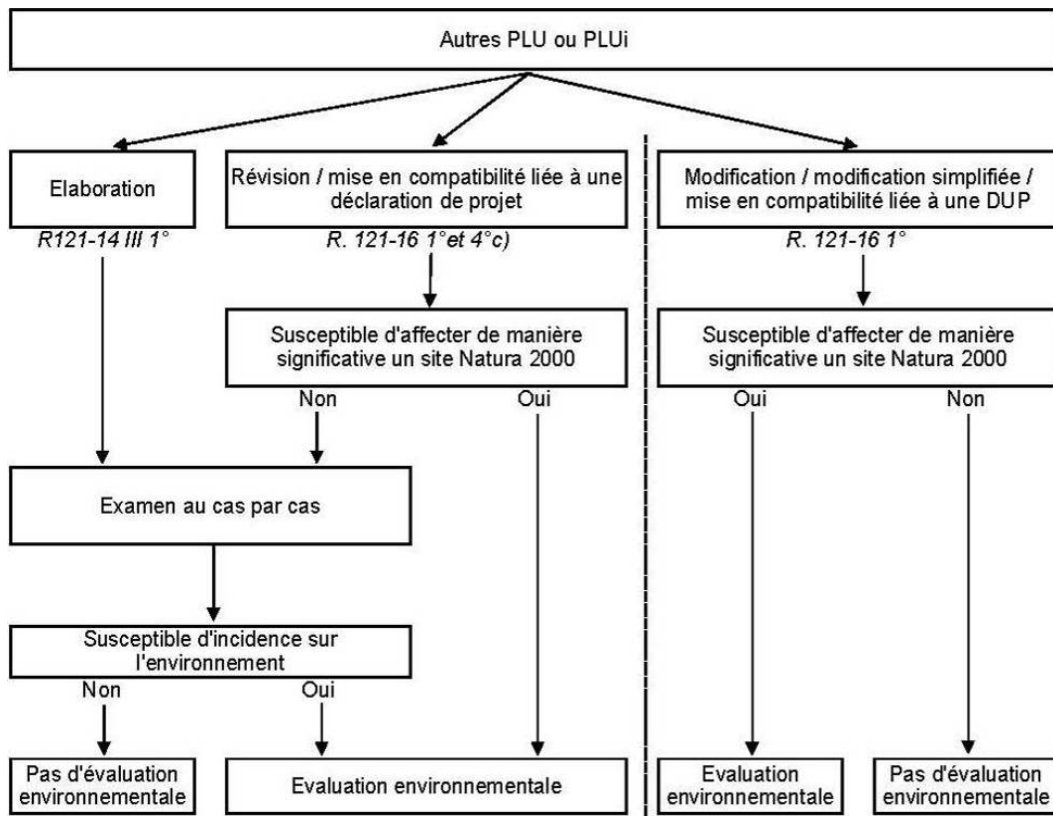 Autres PLU ou PLUi
Elaboration
Révision / mise en compatibilité liée à une
déclaration de projet
Modification / modification simplifiée /
mise en compatibilité liée à une DUP
R121-14 III 1°
R. 121-16 1°et 4°c)
R. 121-16 1°
Susceptible d'affecter de manière
significative un site Natura 2000
Susceptible d'affecter de manière
significative un site Natura 2000
Non
Oui
Oui
Non
Examen au cas par cas
Susceptible d'incidence sur
l'environnement
Non
Oui
Pas d'évaluation
environnementale
Evaluation environnementale
Evaluation
environnementale
Pas d'évaluation
environnementale